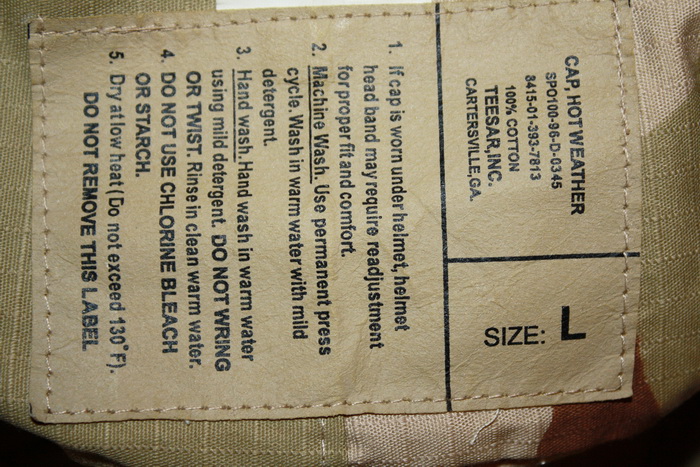 CAP, HOT WEATHER
SPO100-96-D-0345
8415-01-393-7813
100% COTTON
TEESAR, INC.
CARTERSVILLE, GA.
SIZE: L
1. If cap is worn under helmet, helmet
head band may require readjustment
for proper fit and comfort.
2. Machine Wash. Use permanent press
cycle. Wash in warm water with mild
detergent.
3. Hand wash. Hand wash in warm water
using mild detergent. DO NOT WRING
OR TWIST. Rinse in clean warm water.
4. DO NOT USE CHLORINE BLEACH
OR STARCH.
5. Dry at low heat (Do not exceed 130° F).
DO NOT REMOVE THIS LABEL